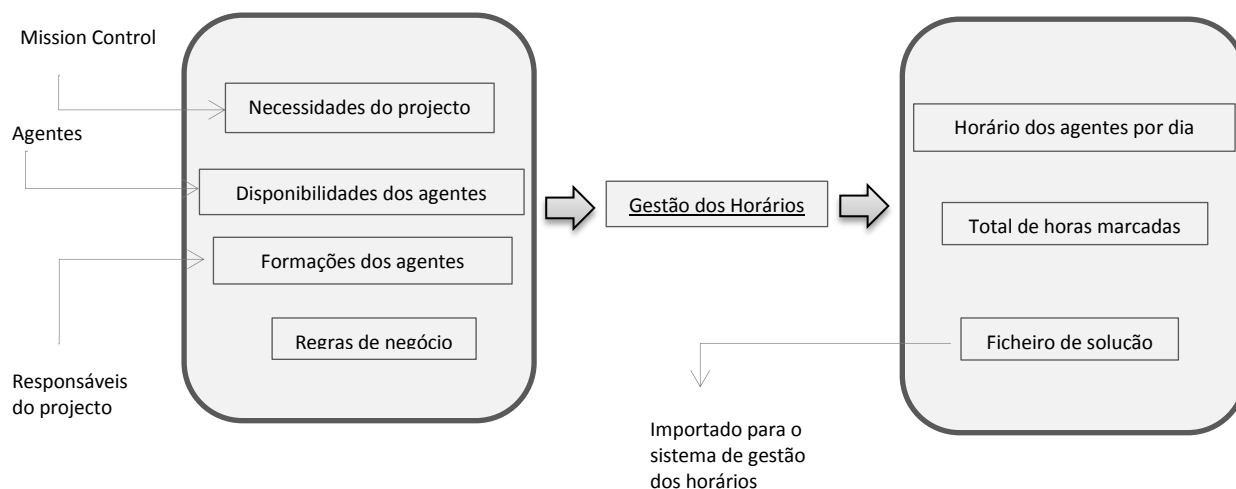 Mission Control
Necessidades do projecto
Agentes
Disponibilidades dos agentes
Formações dos agentes
Regras de negócio
Responsáveis
do projecto
Gestão dos Horários
Horário dos agentes por dia
Total de horas marcadas
Ficheiro de solução
Importado para o
sistema de gestão
dos horários